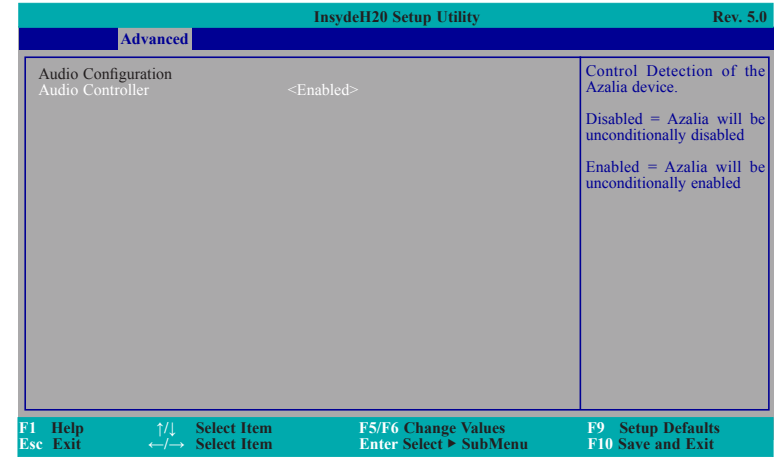 InsydeH20 Setup Utility Rev. 5.0
Advanced
Audio Configuration
Audio Controller <Enabled>
Control Detection of the
Azalia device.
Disabled = Azalia will be
unconditionally disabled
Enabled = Azalia will be
unconditionally enabled
F1 Help ↑/↓ Select Item F5/F6 Change Values F9 Setup Defaults
Esc Exit ←/→ Select Item Enter Select ▶ SubMenu F10 Save and Exit